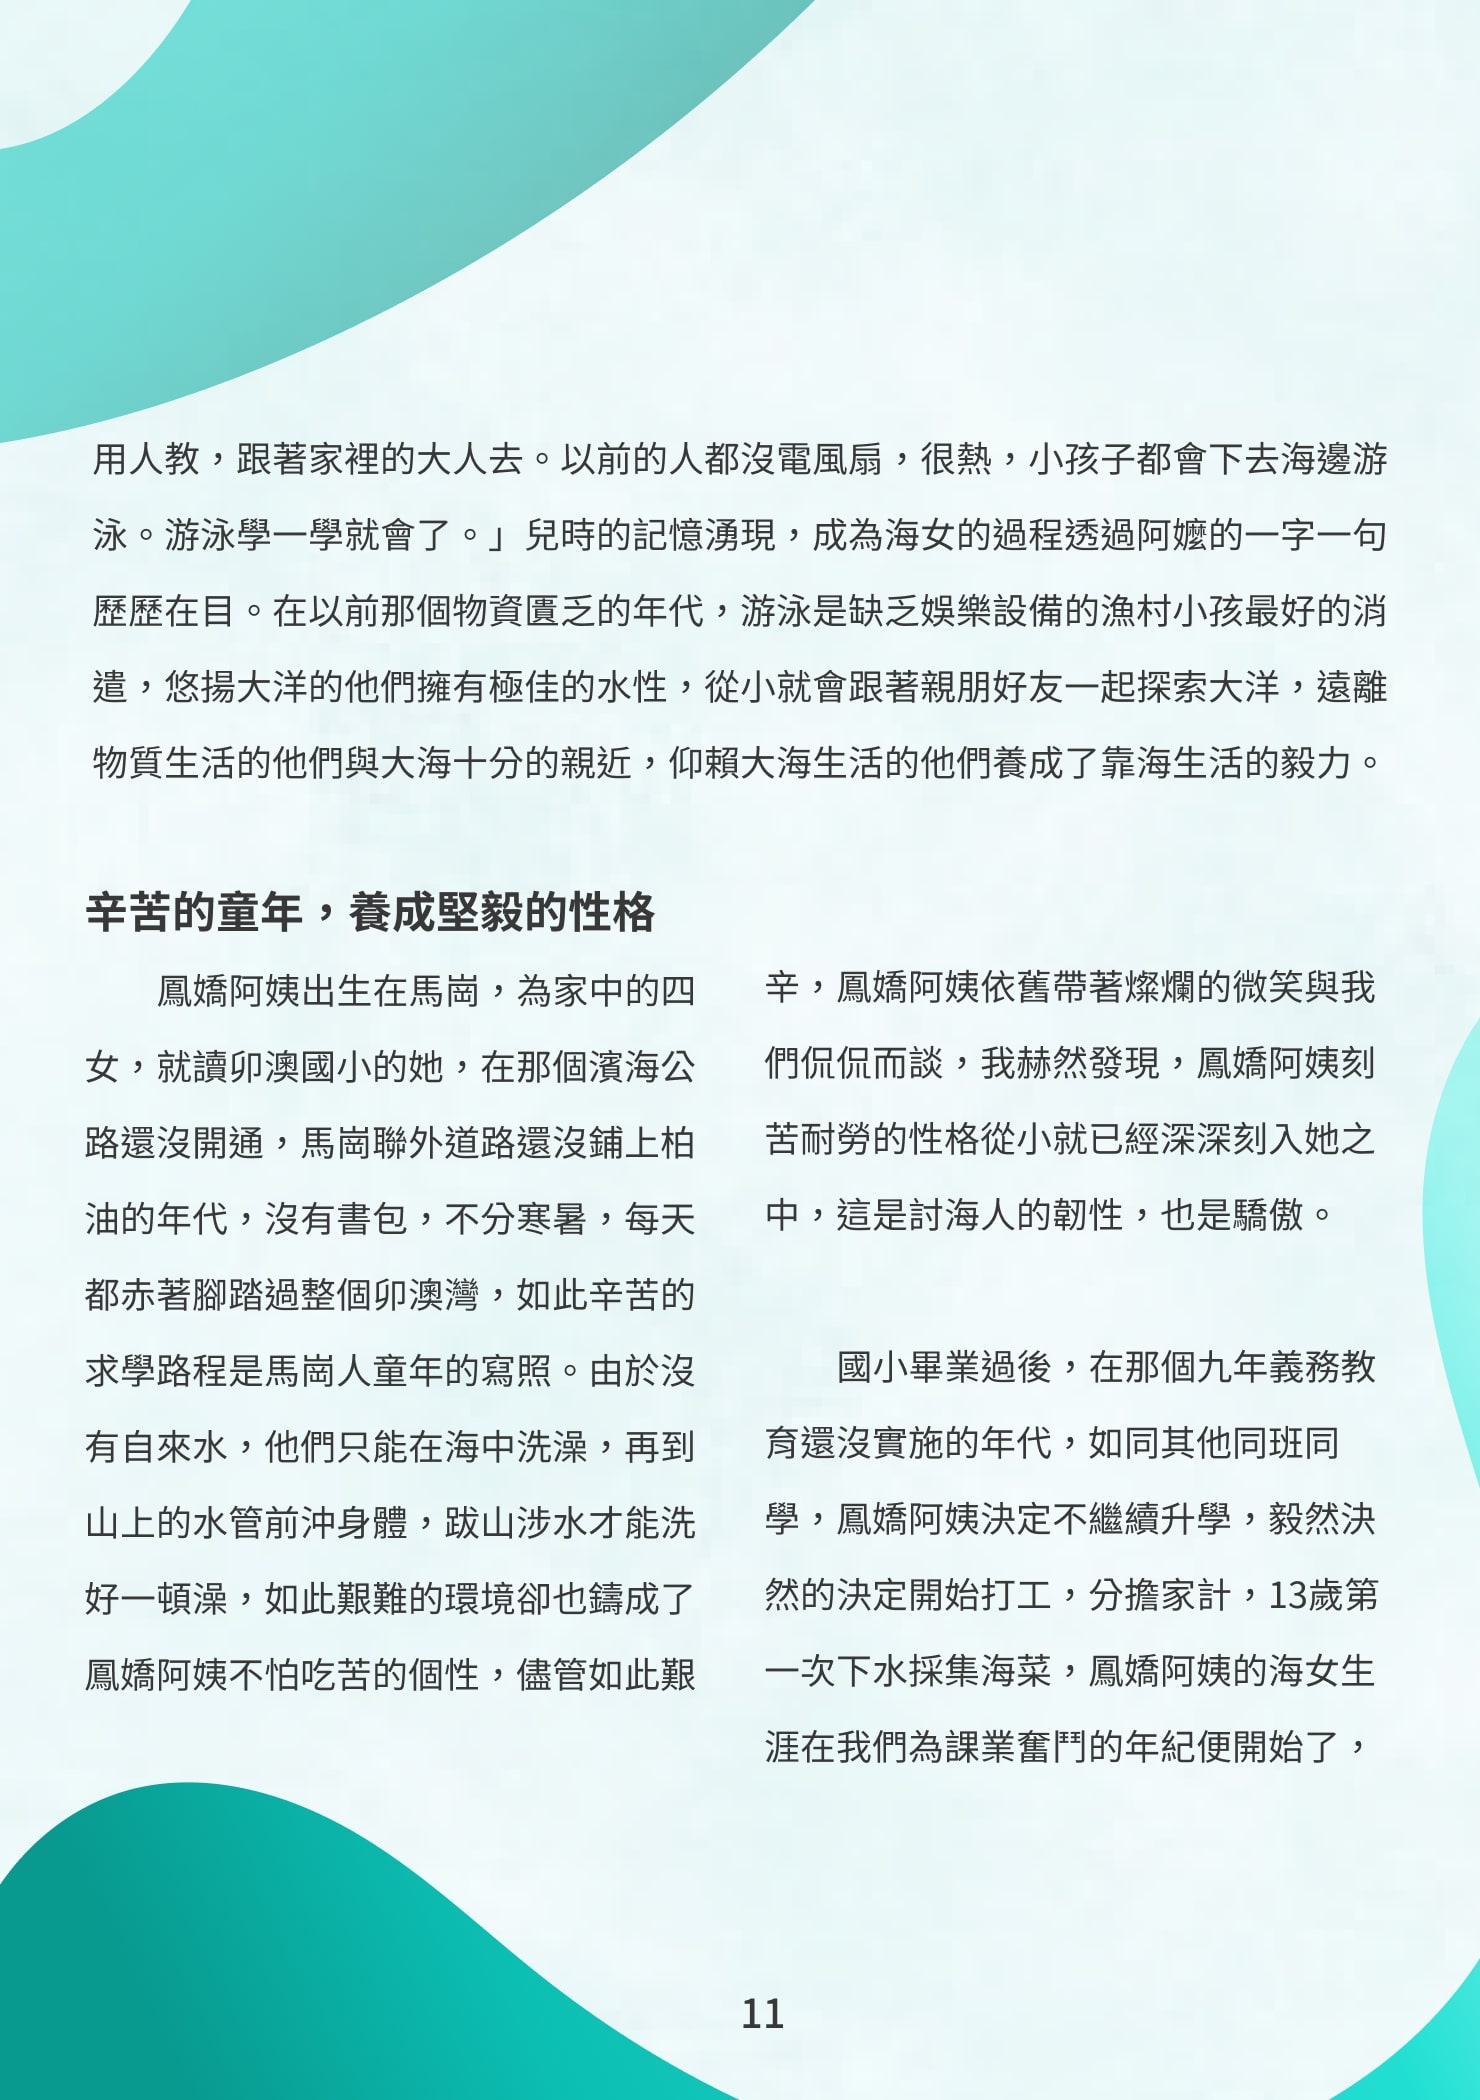 用人教，跟著家裡的大人去。以前的人都沒電風扇，很熱，小孩子都會下去海邊游
泳。游泳學一學就會了。」兒時的記憶湧現，成為海女的過程透過阿嬤的一字一句
歷歷在目。在以前那個物資匱乏的年代，游泳是缺乏娛樂設備的漁村小孩最好的消
遣，悠揚大洋的他們擁有極佳的水性，從小就會跟著親朋好友一起探索大洋，遠離
物質生活的他們與大海十分的親近，仰賴大海生活的他們養成了靠海生活的毅力。
辛苦的童年，養成堅毅的性格
鳳嬌阿姨出生在馬崗，為家中的四
女，就讀卯澳國小的她，在那個濱海公
路還沒開通，馬崗聯外道路還沒鋪上柏
油的年代，沒有書包，不分寒暑，每天
都赤著腳踏過整個卯澳灣，如此辛苦的
求學路程是馬崗人童年的寫照。由於沒
有自來水，他們只能在海中洗澡，再到
山上的水管前沖身體，跋山涉水才能洗
好一頓澡，如此艱難的環境卻也鑄成了
鳳嬌阿姨不怕吃苦的個性，儘管如此艱
辛，鳳嬌阿姨依舊帶著燦爛的微笑與我
們侃侃而談，我赫然發現，鳳嬌阿姨刻
苦耐勞的性格從小就已經深深刻入她之
中，這是討海人的韌性，也是驕傲。
國小畢業過後，在那個九年義務教
育還沒實施的年代，如同其他同班同
學，鳳嬌阿姨決定不繼續升學，毅然決
然的決定開始打工，分擔家計，13歲第
一次下水採集海菜，鳳嬌阿姨的海女生
涯在我們為課業奮鬥的年紀便開始了，
11